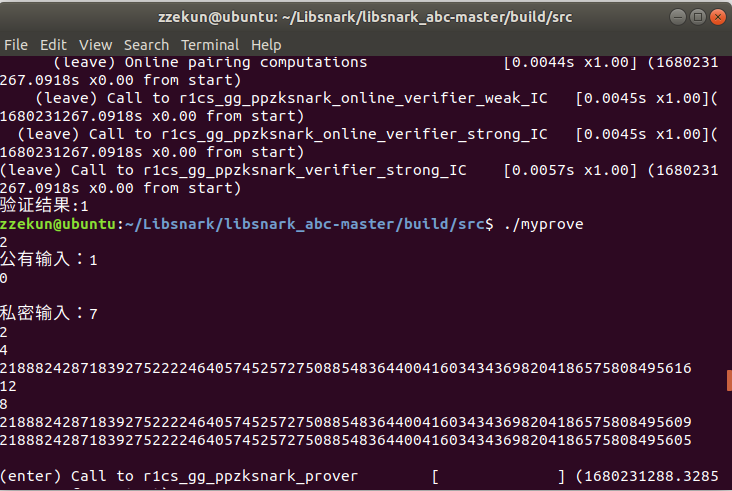 zzekun@ubuntu: ~/Libsnark/libsnark_abc-master/build/src
File Edit View Search Terminal Help
(leave) Online pairing computations [0.0044s x1.00] (1680231
267.0918s x0.00 from start)
(leave) Call to r1cs_gg_ppzksnark_online_verifier_weak_IC [0.0045s x1.00](
1680231267.0918s x0.00 from start)
(leave) Call to r1cs_gg_ppzksnark_online_verifier_strong_IC [0.0045s x1.00](
1680231267.0918s x0.00 from start)
(leave) Call to r1cs_gg_ppzksnark_verifier_strong_IC [0.0057s x1.00] (1680231
267.0918s x0.00 from start)
验证结果:1
zzekun@ubuntu:~/Libsnark/libsnark_abc-master/build/src$ ./myprove
2
公有输入：1
0
私密输入：7
2
4
21888242871839275222246405745257275088548364400416034343698204186575808495616
12
8
21888242871839275222246405745257275088548364400416034343698204186575808495609
21888242871839275222246405745257275088548364400416034343698204186575808495605
(enter) Call to r1cs_gg_ppzksnark_prover [ ] (1680231288.3285